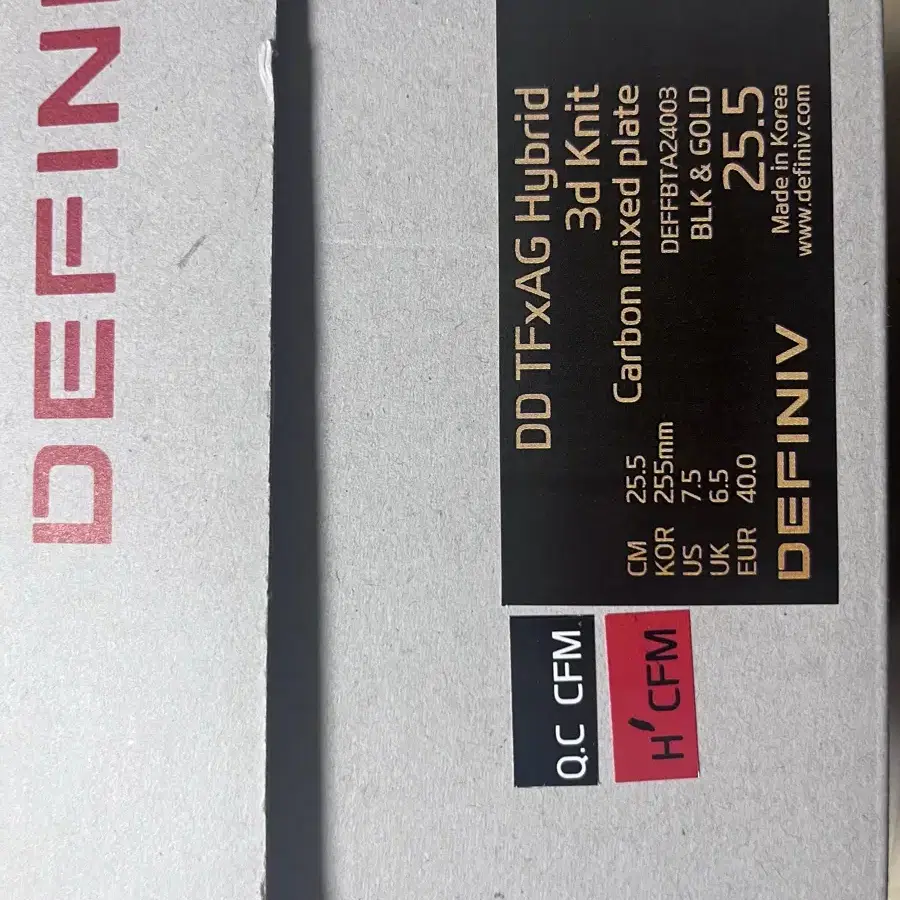 DEFIN
DD TFxAG Hybrid
3d Knit
Carbon mixed plate
DEFFBTA24003
BLK & GOLD
25.5
Made in Korea
www.definiv.com
CM 25.5
KOR 255mm
US 7.5
UK 6.5
EUR 40.0
DEFINIV
Q.C CFM
H'CFM